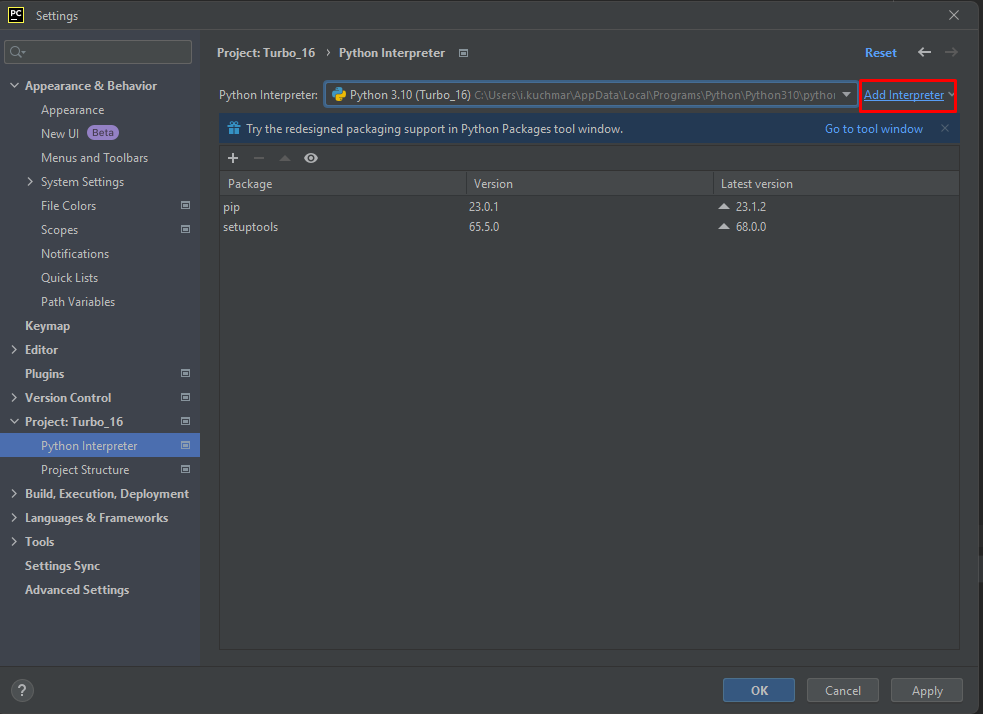 PC Settings
Project: Turbo_16 › Python Interpreter
Reset
Python Interpreter: Python 3.10 (Turbo_16) C:\Users\i.kuchmar\AppData\Local\Programs\Python\Python310\python
Add Interpreter
Try the redesigned packaging support in Python Packages tool window.
Go to tool window
Package Version Latest version
pip 23.0.1 23.1.2
setuptools 65.5.0 68.0.0
Appearance & Behavior
Appearance
New UI Beta
Menus and Toolbars
System Settings
File Colors
Scopes
Notifications
Quick Lists
Path Variables
Keymap
Editor
Plugins
Version Control
Project: Turbo_16
Python Interpreter
Project Structure
Build, Execution, Deployment
Languages & Frameworks
Tools
Settings Sync
Advanced Settings
?
OK
Cancel
Apply